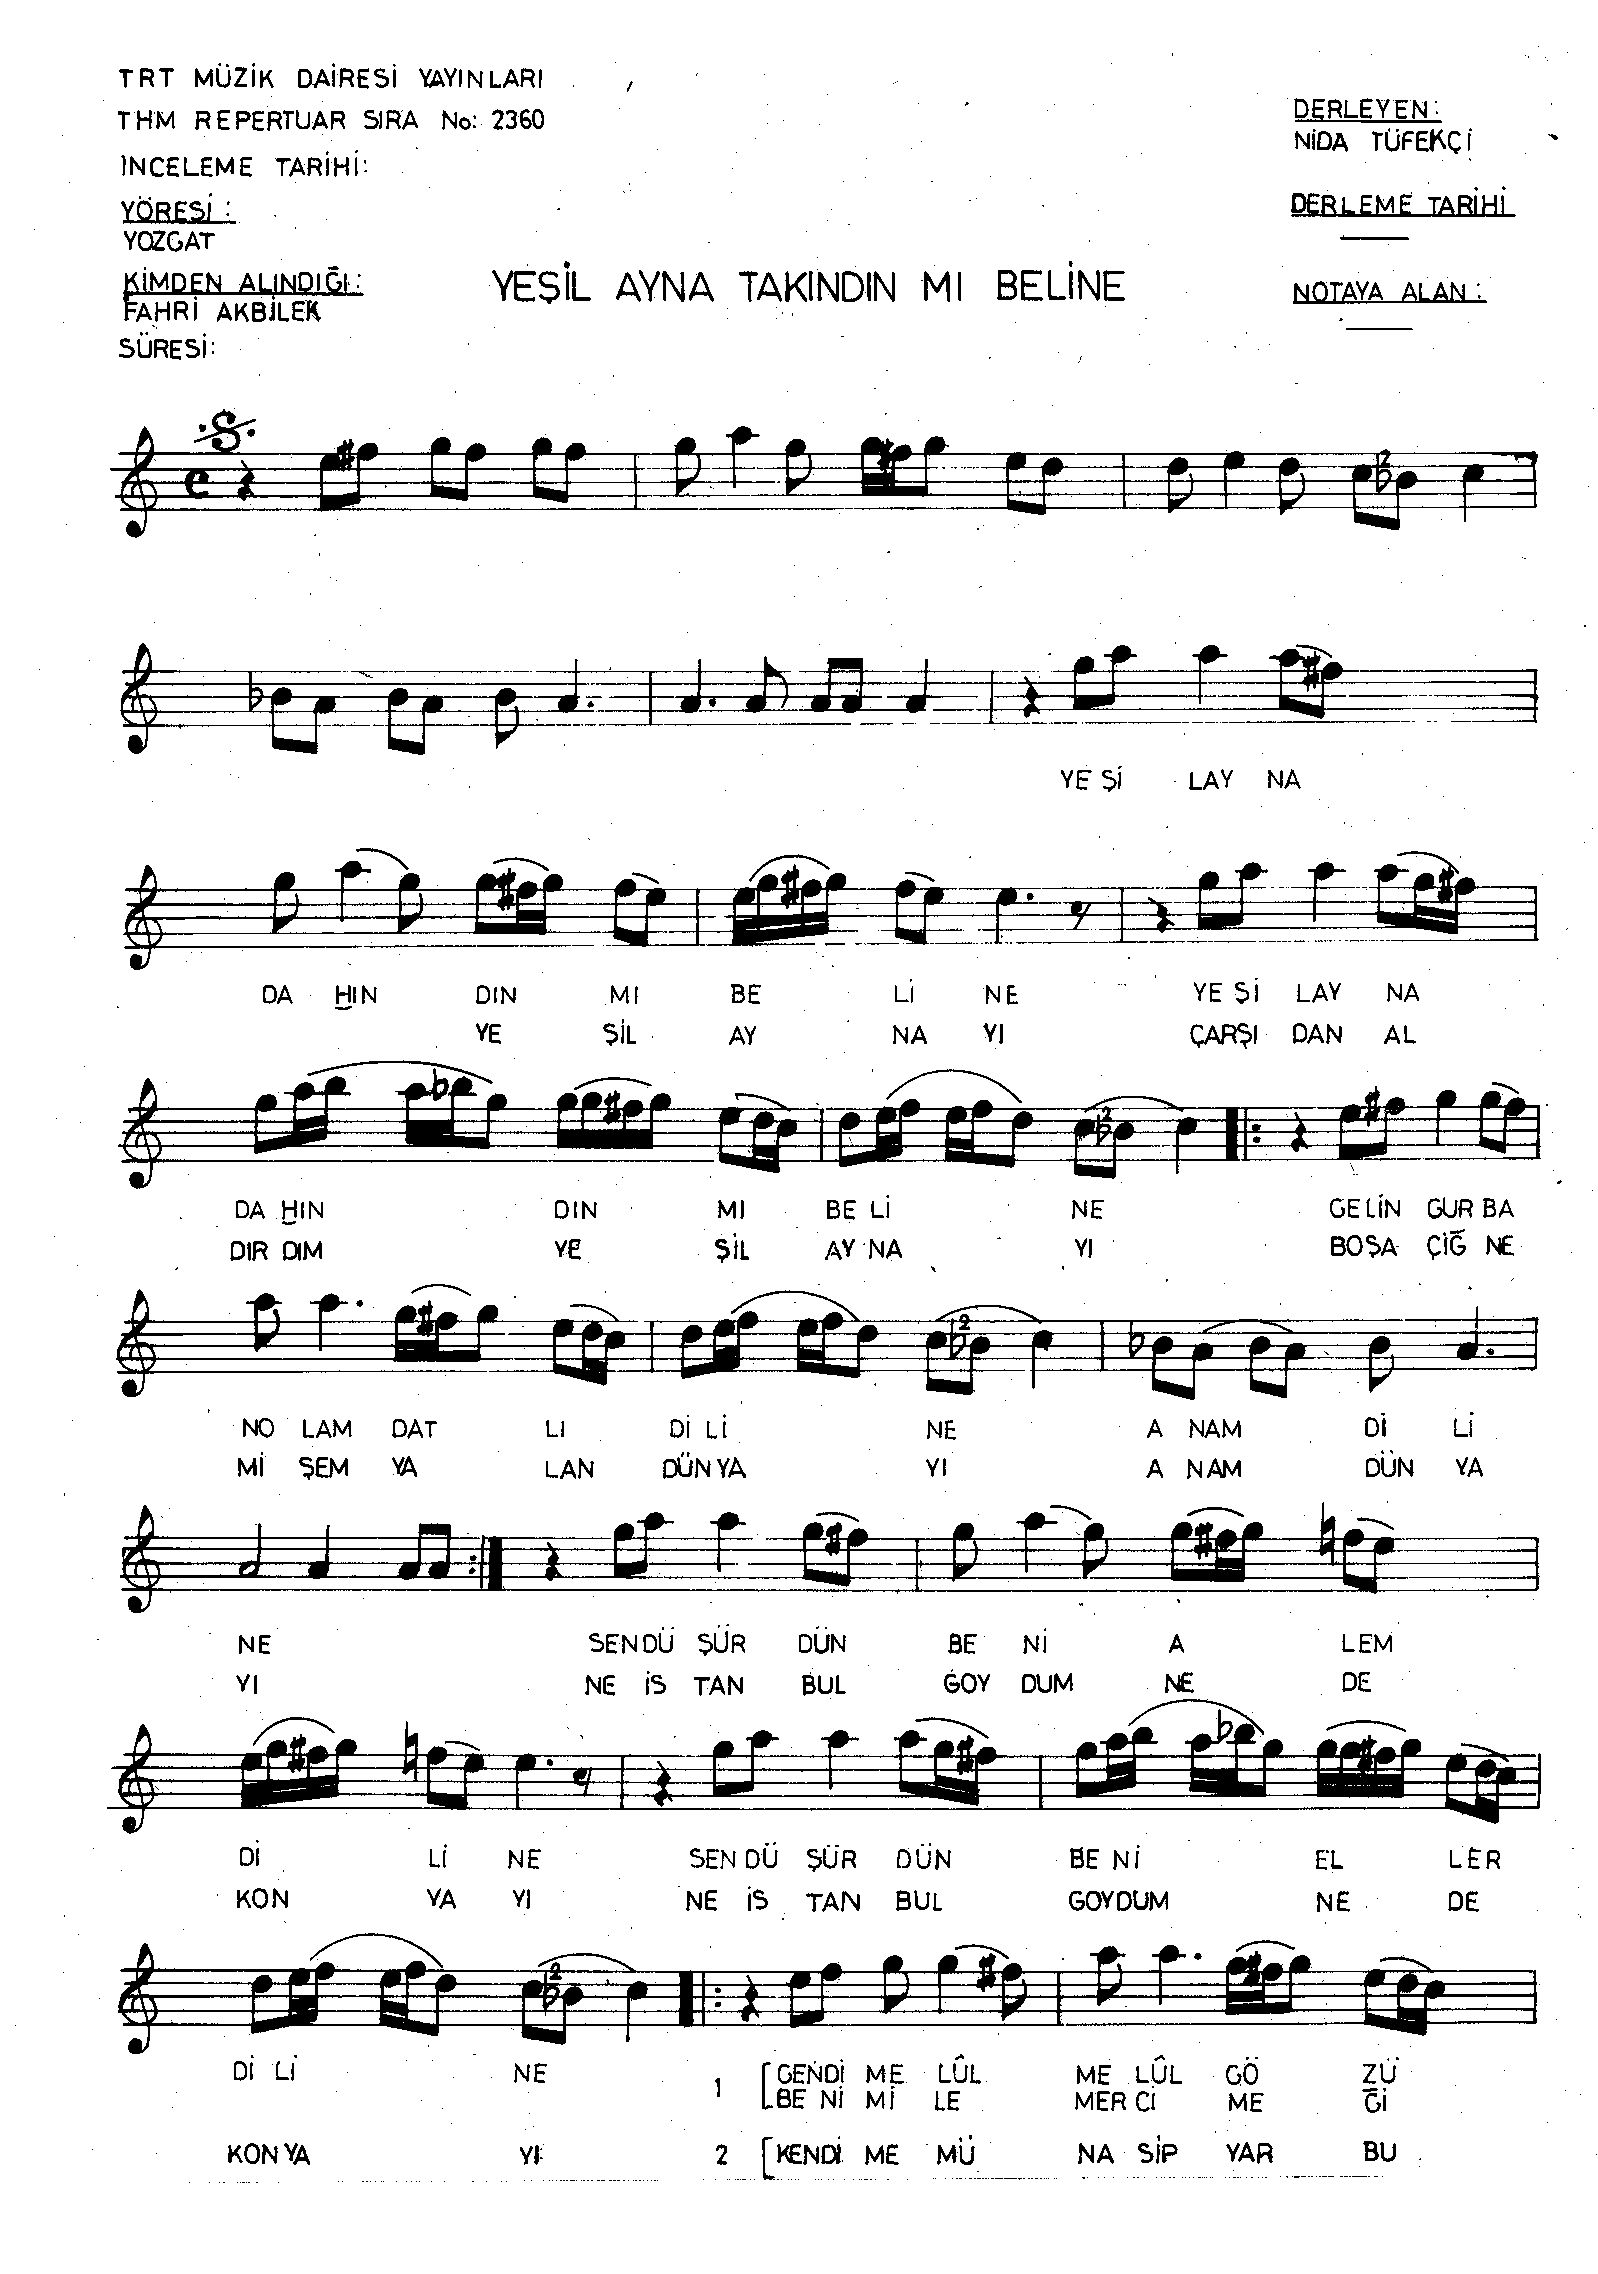 TRT MÜZİK DAİRESİ YAYINLARI
THM REPERTUAR SIRA No: 2360
İNCELEME TARİHİ:
YÖRESİ:
YOZGAT
KİMDEN ALINDIĞI:
FAHRİ AKBİLEK
SÜRESİ:
YEŞİL AYNA TAKINDIN MI BELİNE
DERLEYEN:
NİDA TÜFEKÇİ
DERLEME TARİHİ
NOTAYA ALAN:
2
YE Şİ LAY NA
DA HIN DIN MI BE Lİ NE YE Şİ LAY NA
YE ŞİL AY NA YI ÇARŞI DAN AL
2
DA HIN DIN MI BE Lİ NE GELİN GUR BA
DIR DIM YE ŞİL AY NA YI BOŞA ÇİĞ NE
2
NO LAM DAT LI Dİ Lİ NE A NAM Dİ Lİ
Mİ ŞEM YA LAN DÜN YA YI A NAM DÜN YA
NE SENDÜ ŞÜR DÜN BE Nİ A LEM
YI NE İS TAN BUL GOY DUM NE DE
Dİ Lİ NE SEN DÜ ŞÜR DÜN BE Nİ EL LER
KON YA YI NE İS TAN BUL GOYDUM NE DE
2
Dİ Lİ NE 1 [GENDİ ME LÛL ME LÛL GÖ ZÜ
BE Nİ Mİ LE MER Cİ ME Ğİ
KON YA YI 2 [KENDİ ME MÜ NA SİP YAR BU